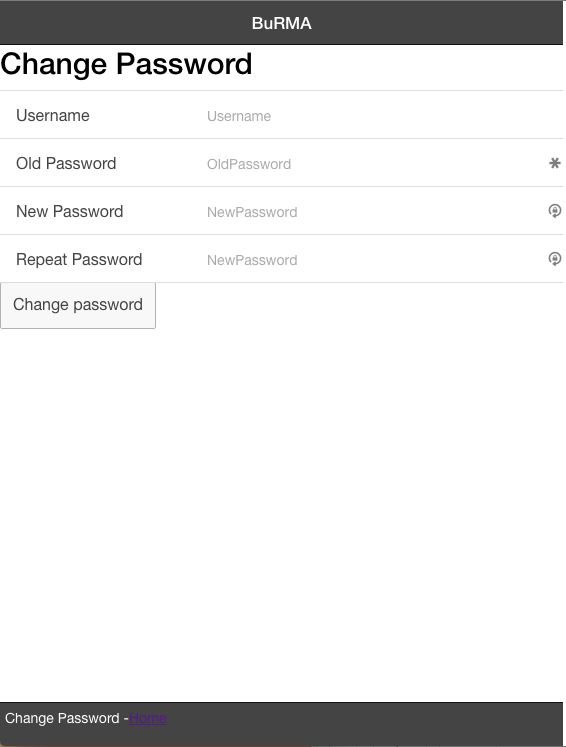 BuRMA
Change Password
Username Username
Old Password OldPassword
New Password NewPassword
Repeat Password NewPassword
Change password
Change Password -Home